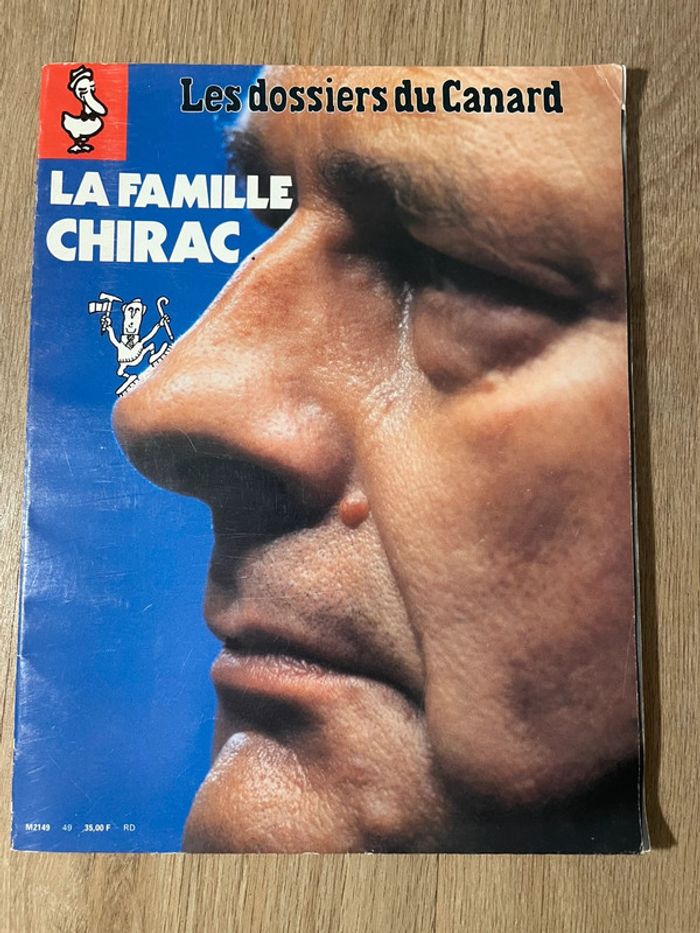 Les dossiers du Canard
LA FAMILLE
CHIRAC
M2149 49 35,00 F RD